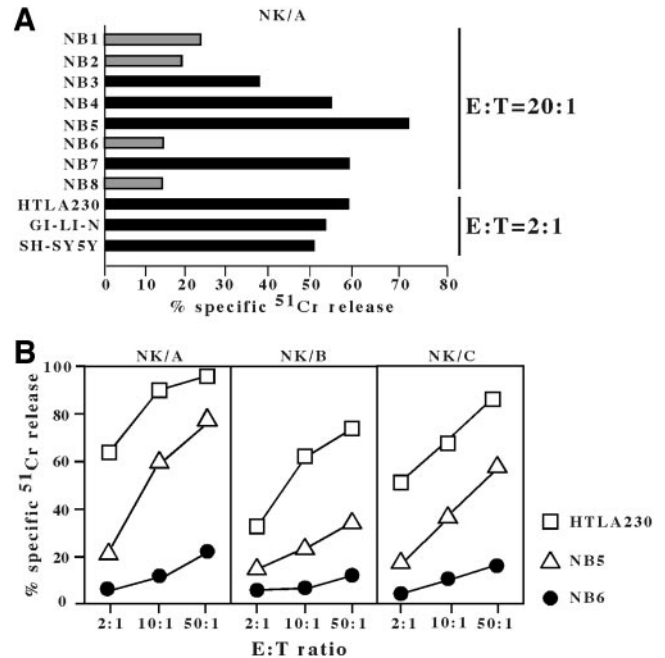 A
NK/A
NB1
NB2
NB3
NB4
NB5
NB6
NB7
NB8
HTLA230
GI-LI-N
SH-SY5Y
E:T=20:1
E:T=2:1
0 10 20 30 40 50 60 70 80
% specific 51Cr release
B
NK/A NK/B NK/C
% specific 51Cr release
100
80
60
40
20
0
2:1 10:1 50:1 2:1 10:1 50:1 2:1 10:1 50:1
E:T ratio
HTLA230
NB5
NB6